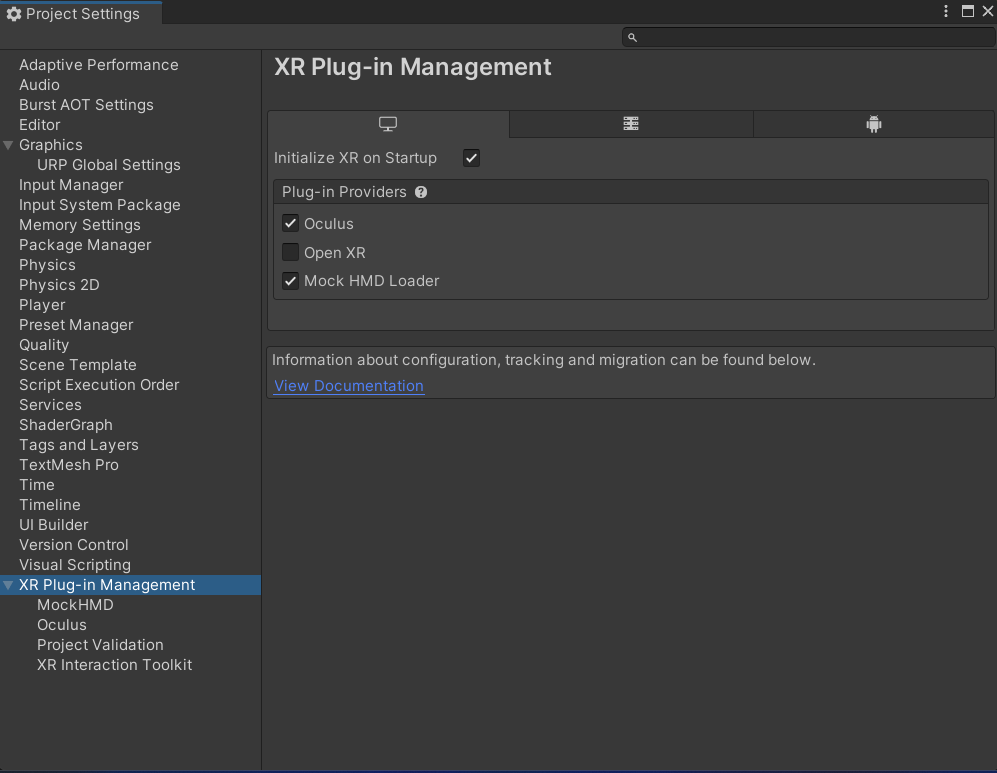 Project Settings
Adaptive Performance
Audio
Burst AOT Settings
Editor
Graphics
URP Global Settings
Input Manager
Input System Package
Memory Settings
Package Manager
Physics
Physics 2D
Player
Preset Manager
Quality
Scene Template
Script Execution Order
Services
ShaderGraph
Tags and Layers
TextMesh Pro
Time
Timeline
UI Builder
Version Control
Visual Scripting
XR Plug-in Management
MockHMD
Oculus
Project Validation
XR Interaction Toolkit
XR Plug-in Management
Initialize XR on Startup
Plug-in Providers ?
Oculus
Open XR
Mock HMD Loader
Information about configuration, tracking and migration can be found below.
View Documentation